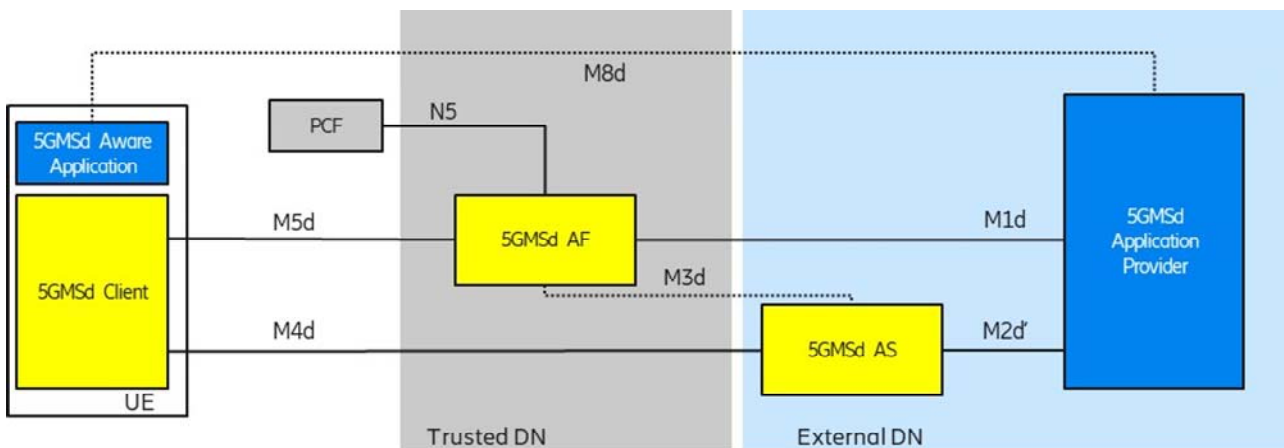 M8d
5GMSd Aware
Application
PCF
N5
M5d
5GMSd AF
M1d
5GMSd
Application
Provider
M3d
5GMSd Client
M4d
5GMSd AS
M2d'
UE
Trusted DN
External DN